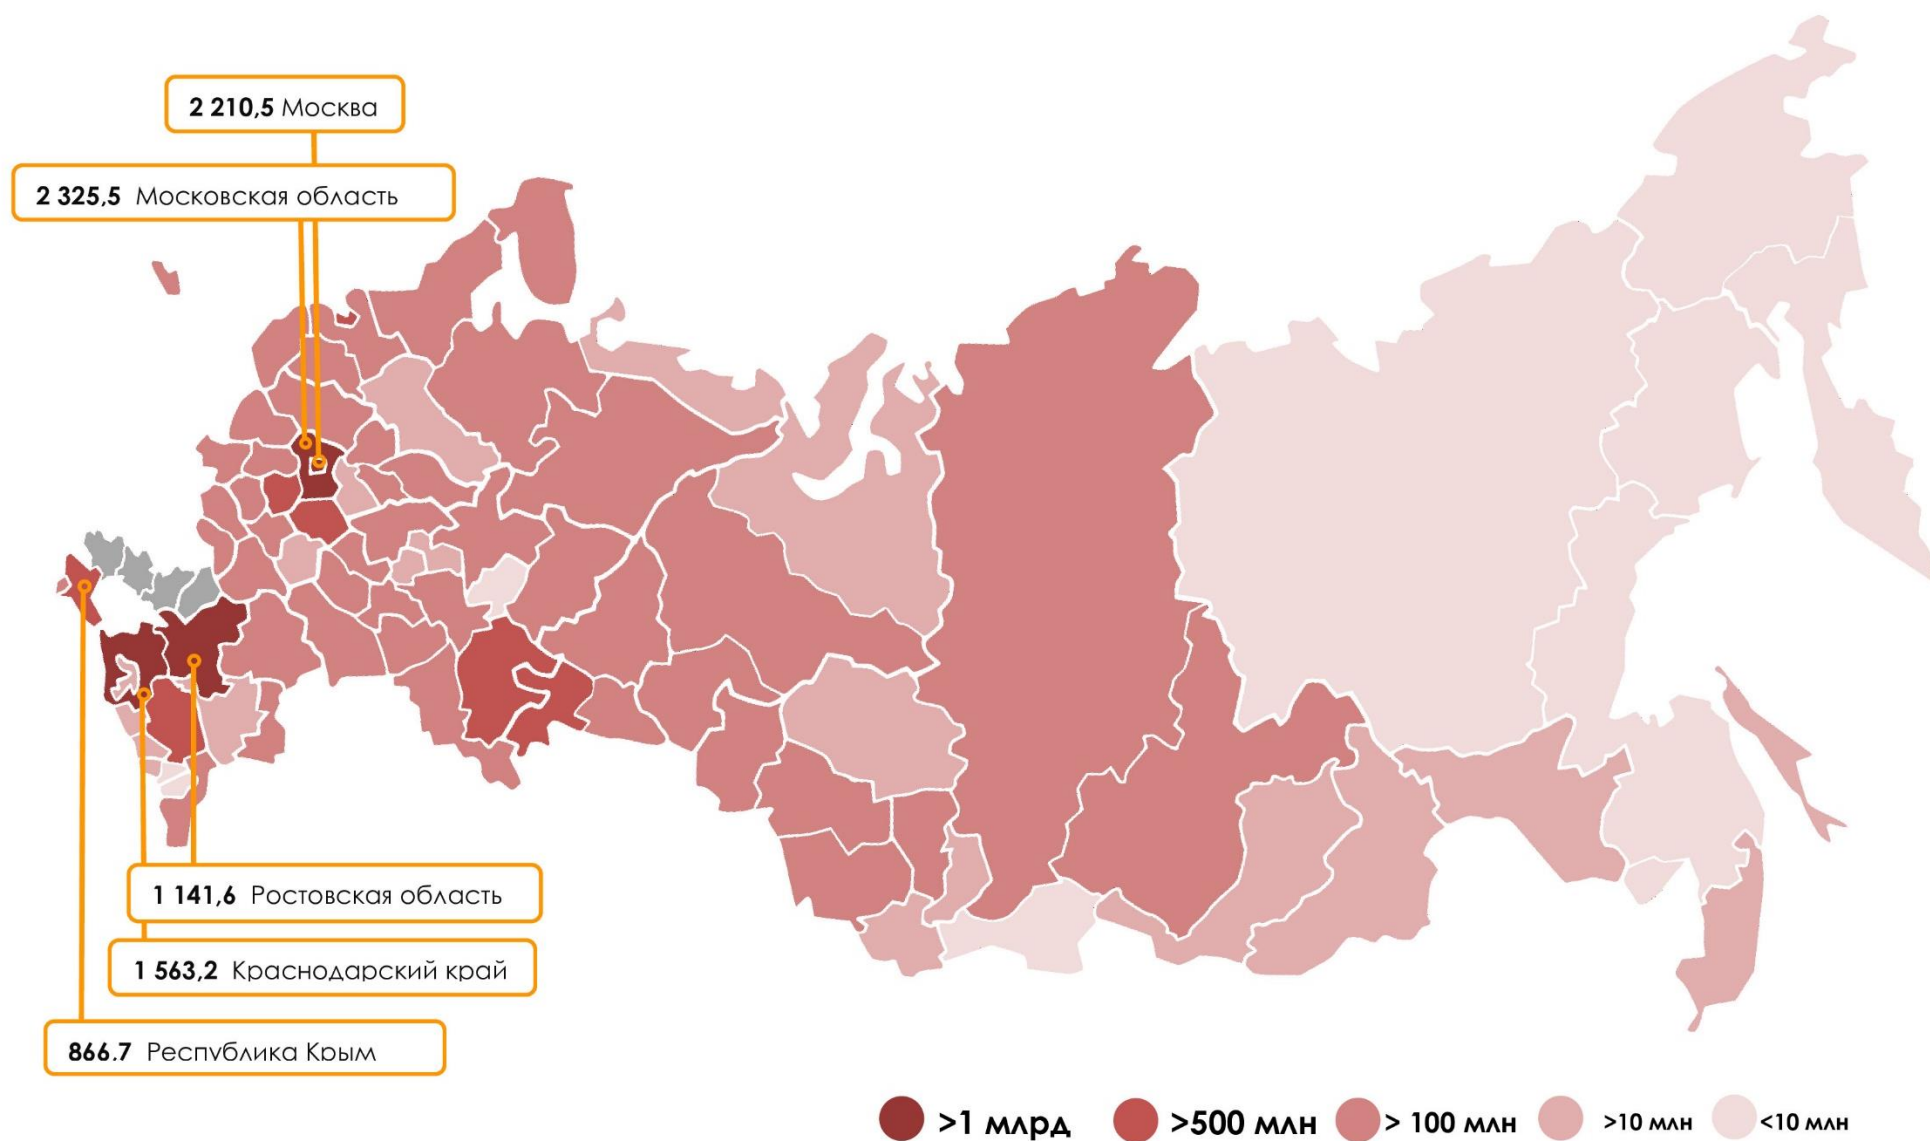 2 210,5 Москва
2 325,5 Московская область
1 141,6 Ростовская область
1 563,2 Краснодарский край
866,7 Республика Крым
>1 млрд >500 млн > 100 млн >10 млн <10 млн